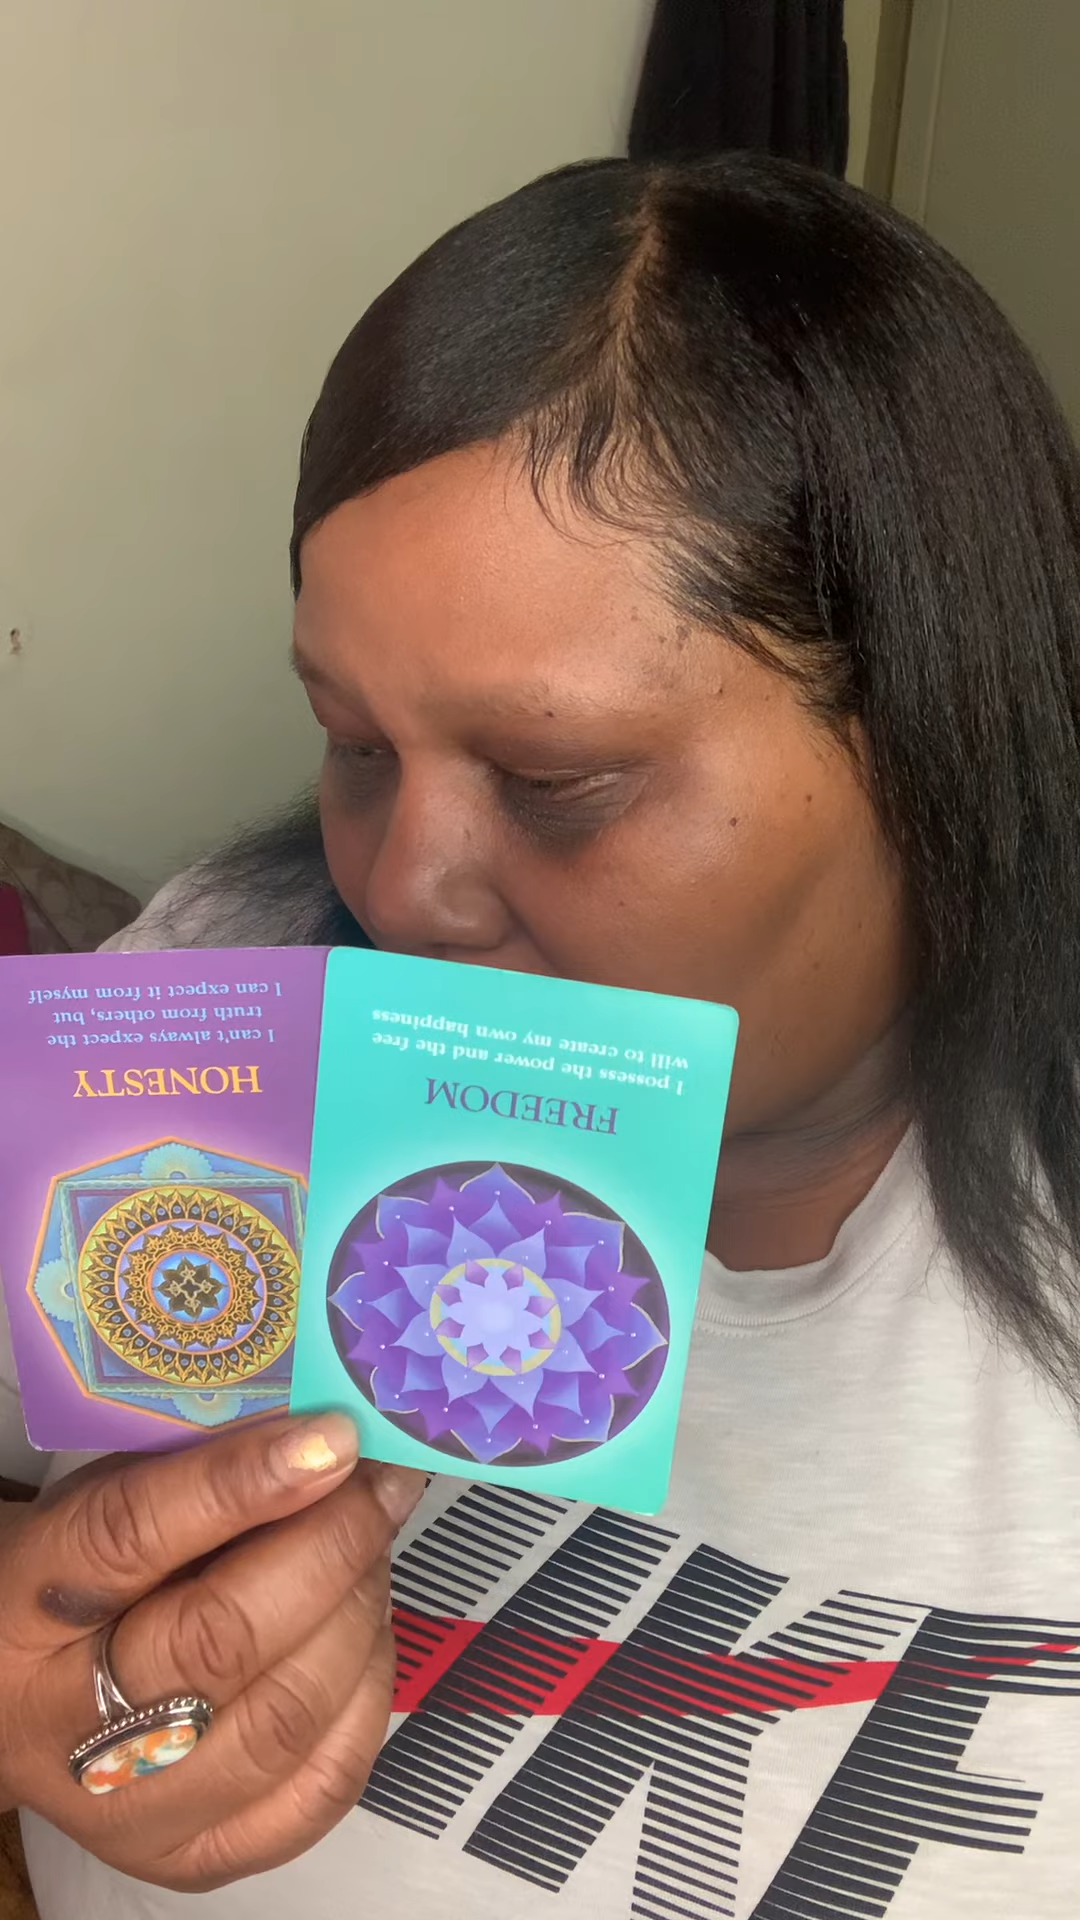 HONESTY
I can't always expect the
truth from others, but
I can expect it from myself
FREEDOM
I possess the power and the free
will to create my own happiness
NIKE